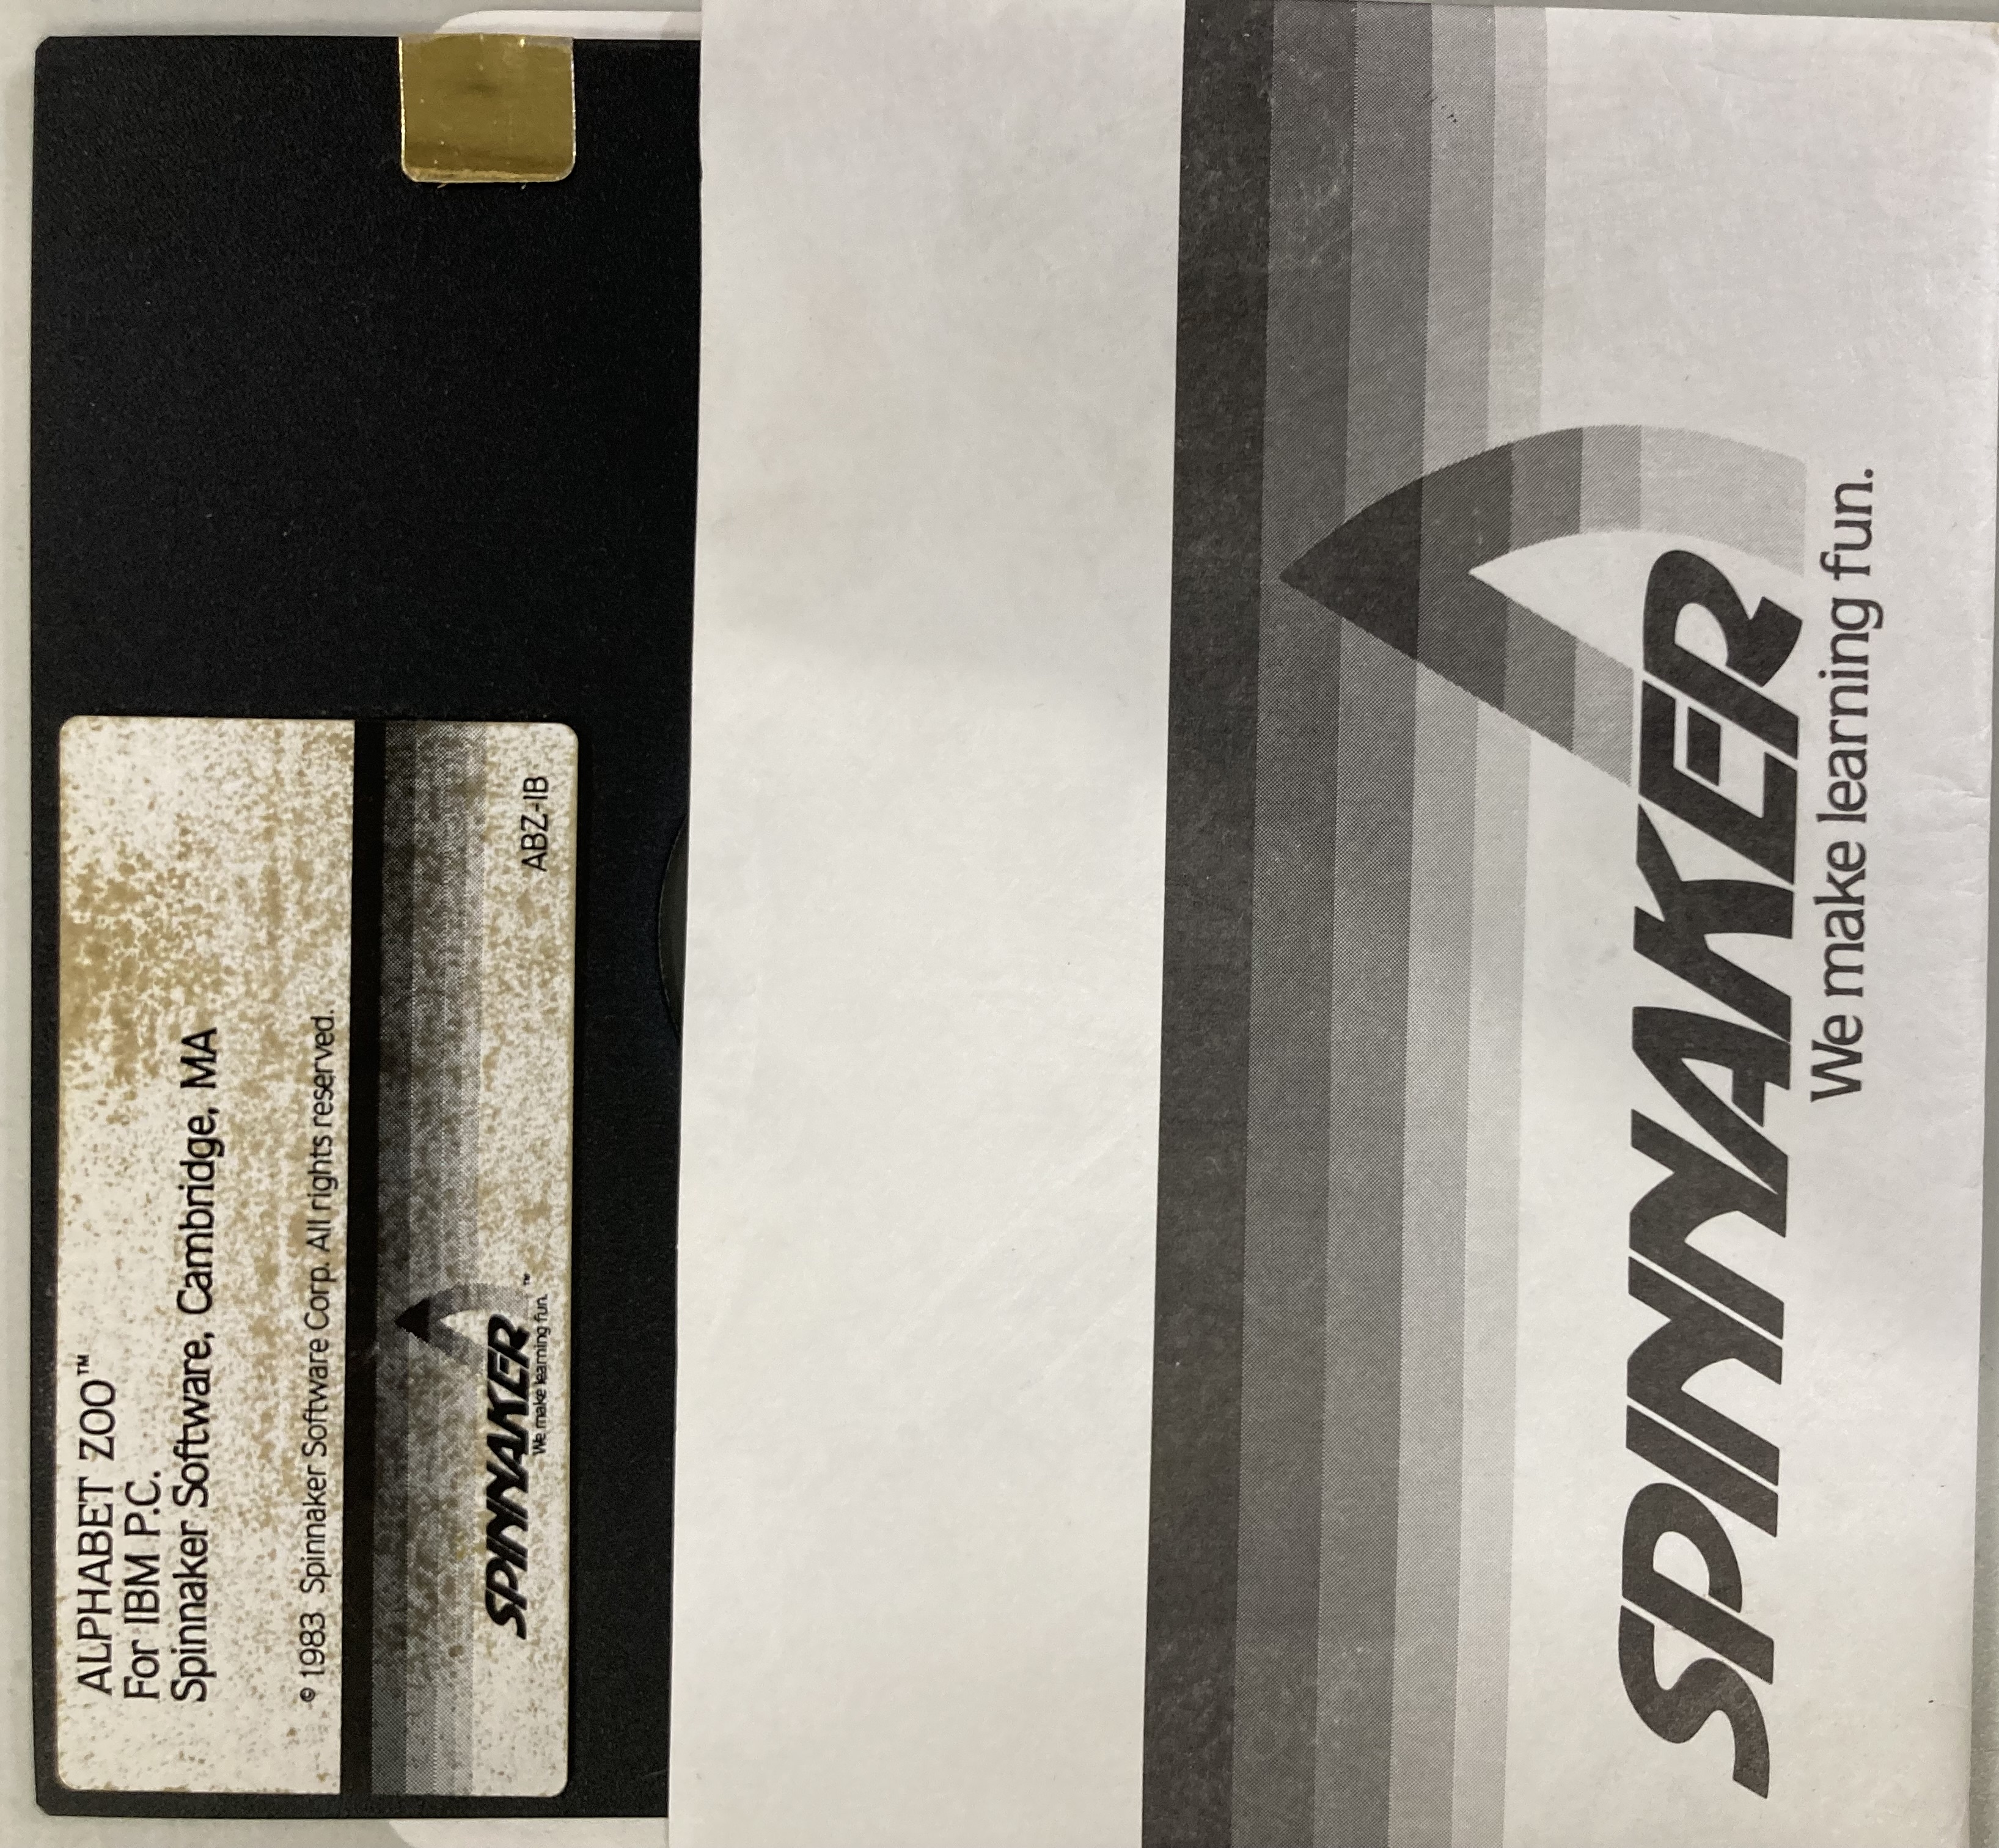 ALPHABET ZOO™
For IBM P.C.
Spinnaker Software, Cambridge, MA
© 1983 Spinnaker Software Corp. All rights reserved.
SPINNAKER™
We make learning fun.
ABZ-IB
SPINNAKER
We make learning fun.